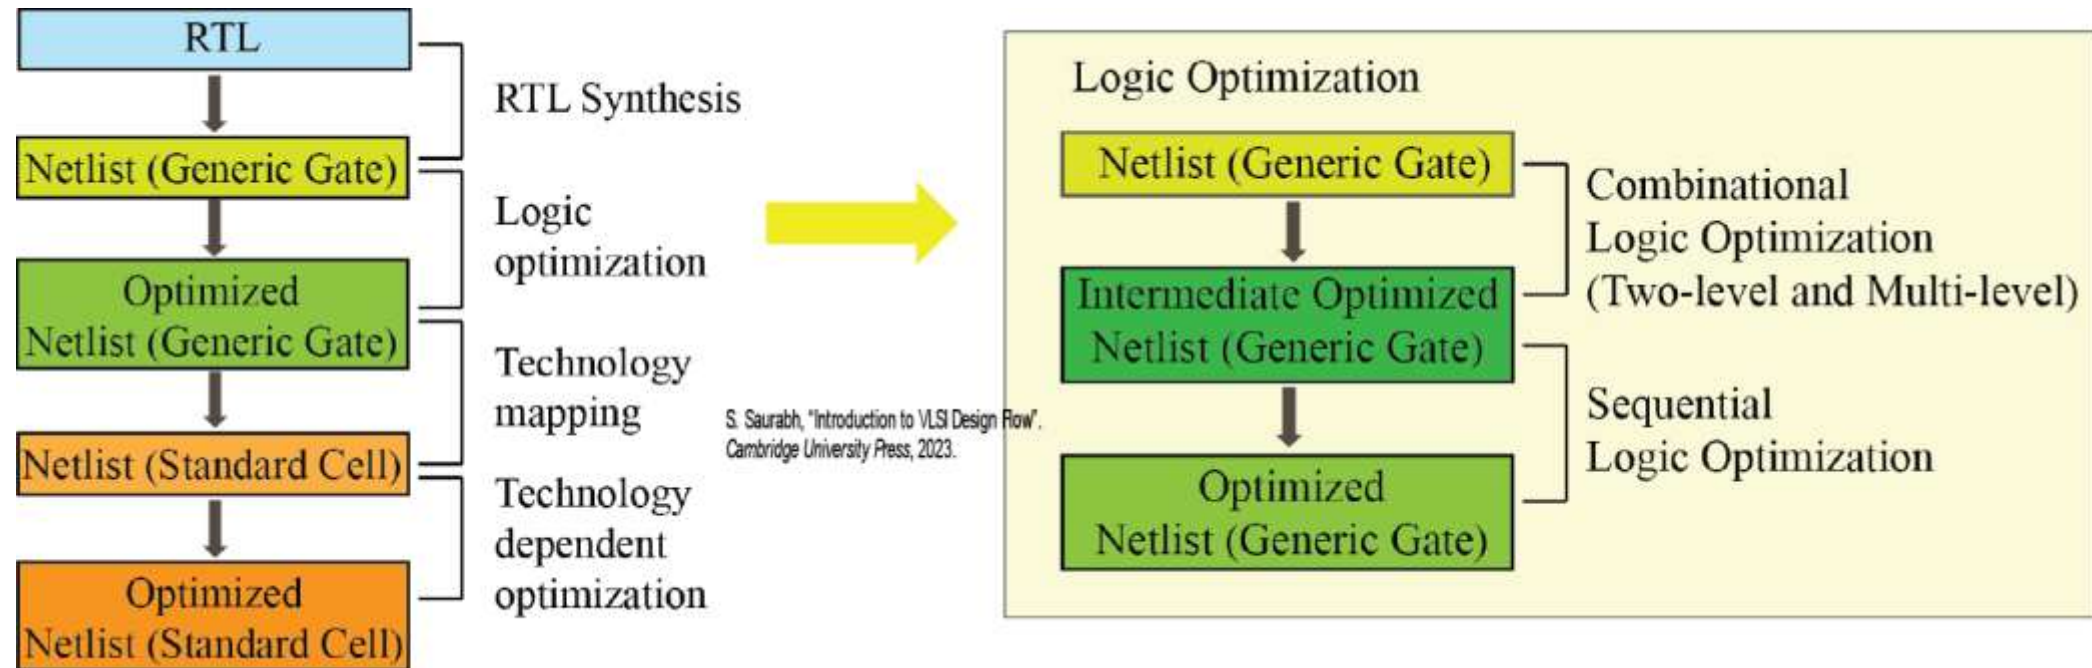 RTL
RTL Synthesis
Netlist (Generic Gate)
Logic
optimization
Optimized
Netlist (Generic Gate)
Technology
mapping
Netlist (Standard Cell)
Technology
dependent
optimization
Optimized
Netlist (Standard Cell)
S. Saurabh, "Introduction to VLSI Design Flow".
Cambridge University Press, 2023.
Logic Optimization
Netlist (Generic Gate)
Combinational
Logic Optimization
(Two-level and Multi-level)
Intermediate Optimized
Netlist (Generic Gate)
Sequential
Logic Optimization
Optimized
Netlist (Generic Gate)